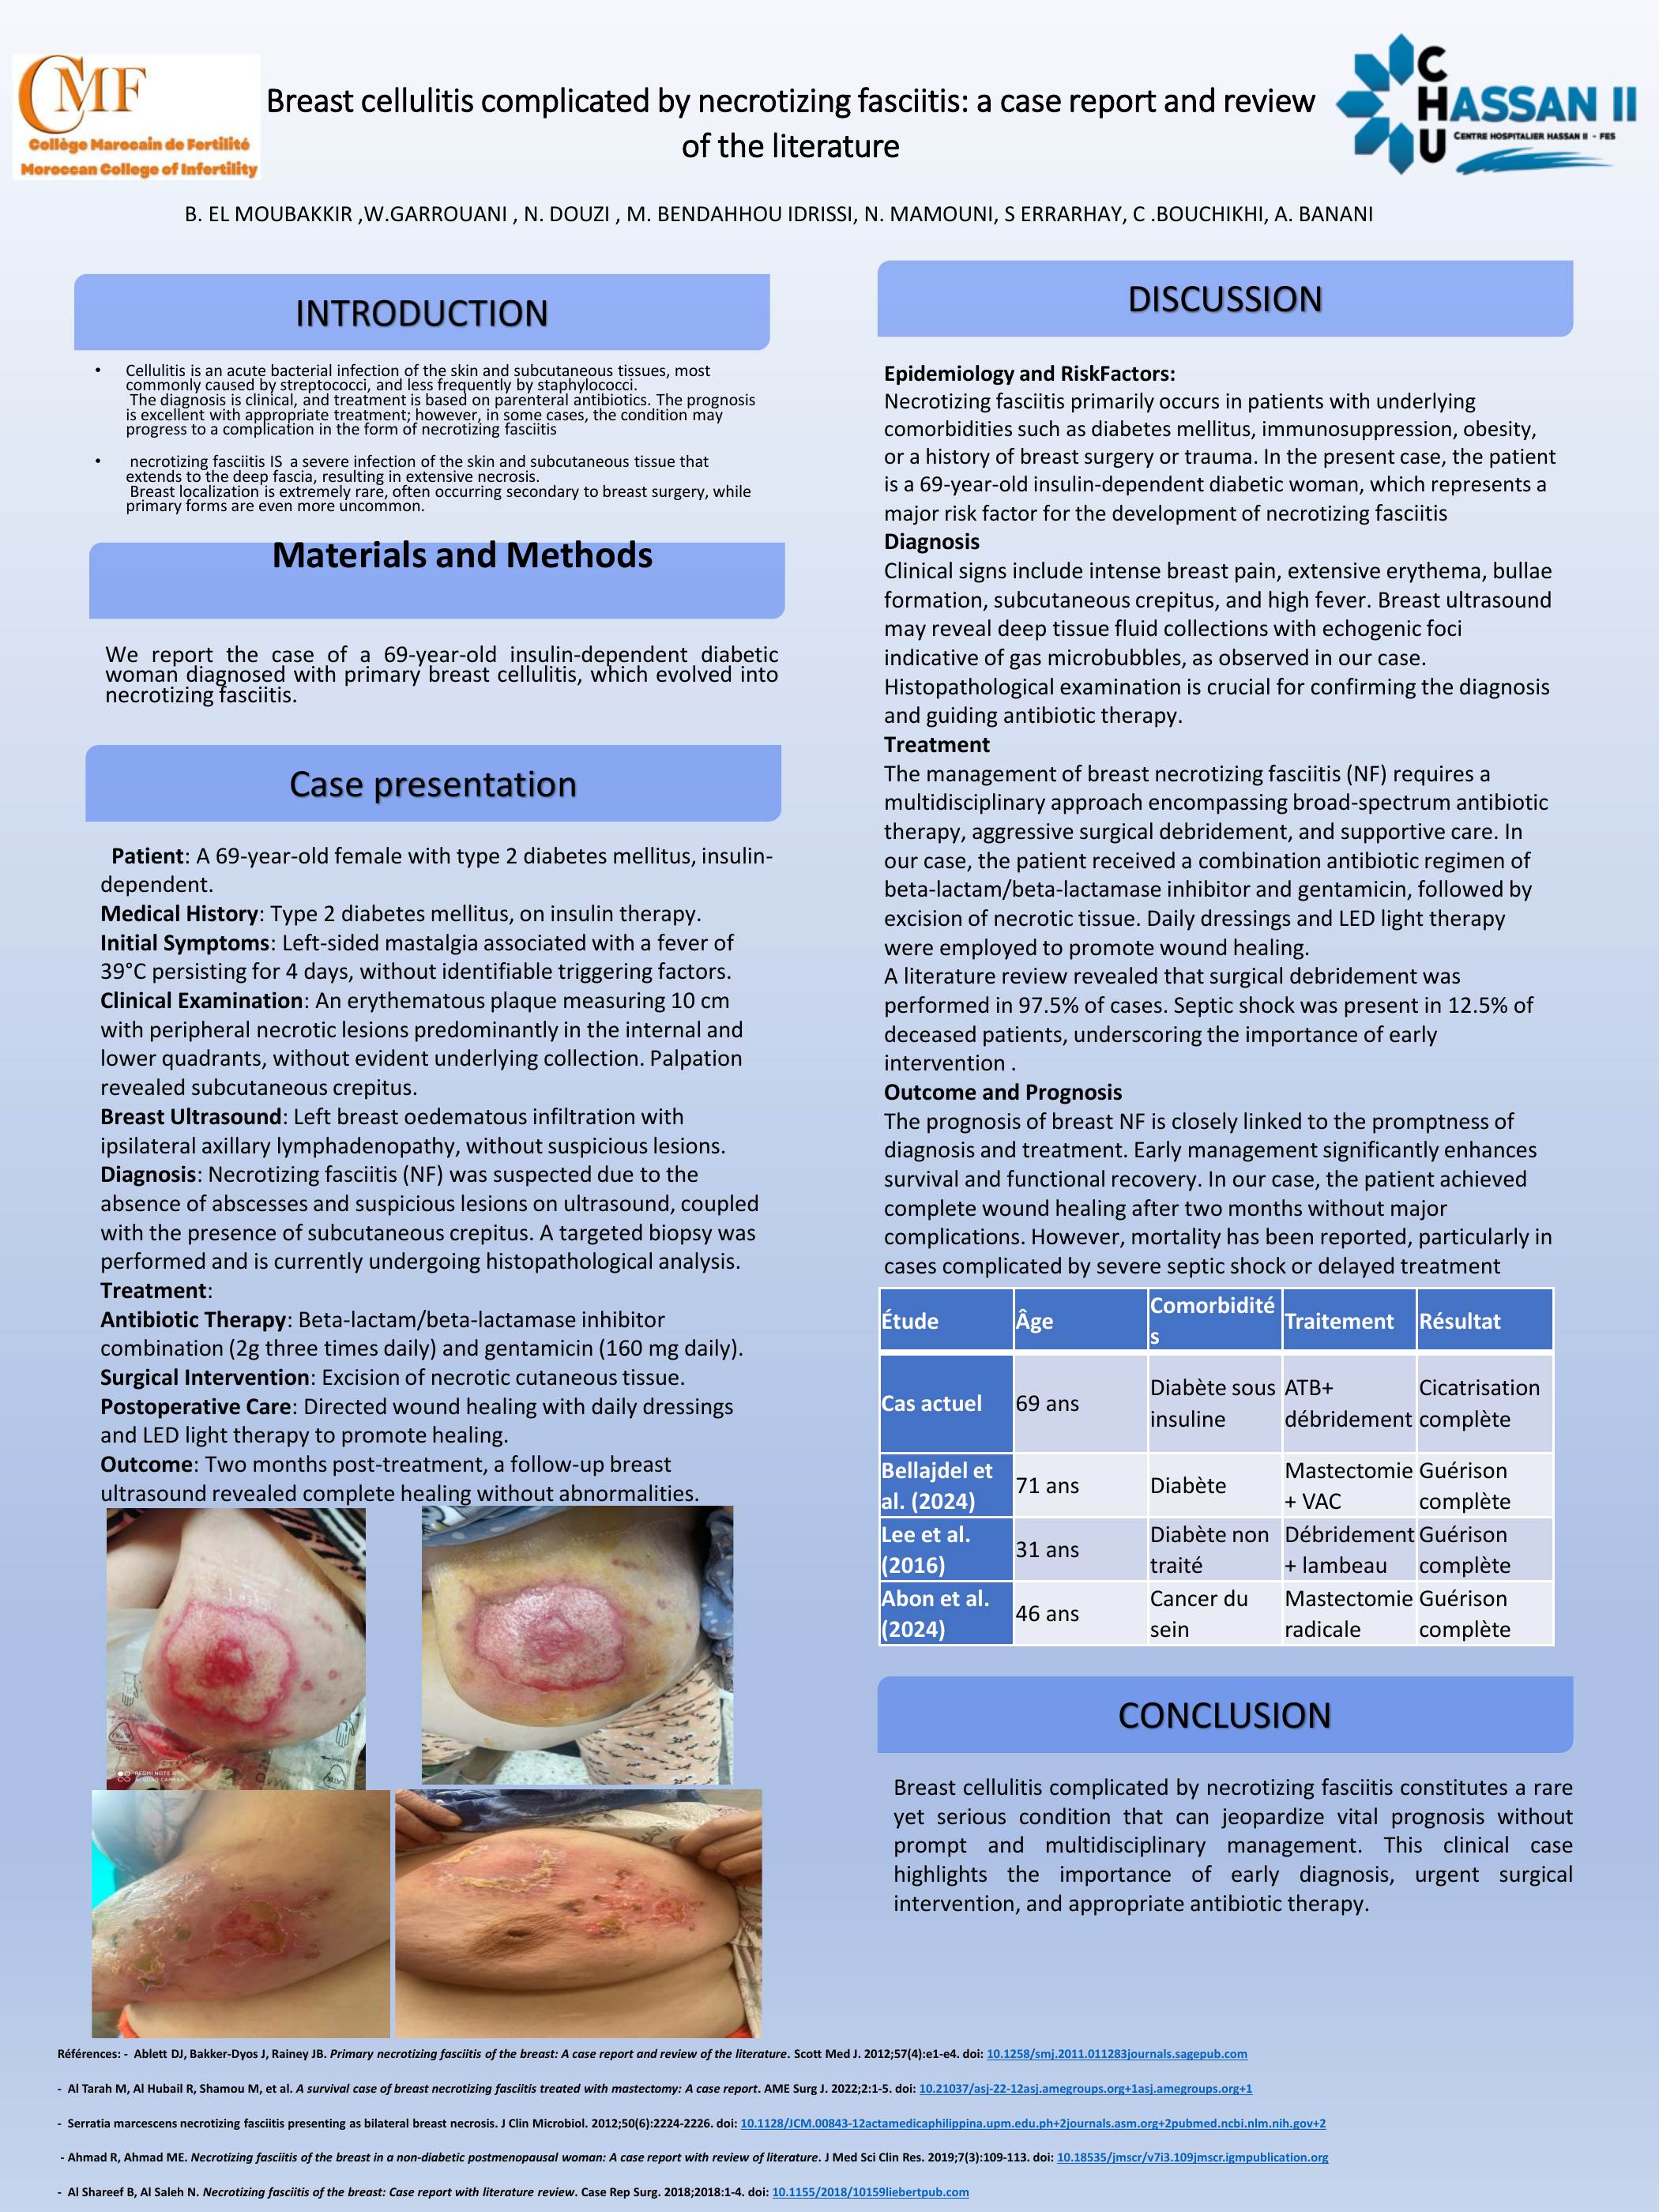 CMF
Collège Marocain de Fertilité
Moroccan College of Infertility
Breast cellulitis complicated by necrotizing fasciitis: a case report and review
of the literature
CHU
HASSAN II
CENTRE HOSPITALIER HASSAN II - FES
B. EL MOUBAKKIR ,W.GARROUANI , N. DOUZI , M. BENDAHHOU IDRISSI, N. MAMOUNI, S ERRARHAY, C .BOUCHIKHI, A. BANANI
INTRODUCTION
• Cellulitis is an acute bacterial infection of the skin and subcutaneous tissues, most
commonly caused by streptococci, and less frequently by staphylococci.
The diagnosis is clinical, and treatment is based on parenteral antibiotics. The prognosis
is excellent with appropriate treatment; however, in some cases, the condition may
progress to a complication in the form of necrotizing fasciitis
• necrotizing fasciitis IS a severe infection of the skin and subcutaneous tissue that
extends to the deep fascia, resulting in extensive necrosis.
Breast localization is extremely rare, often occurring secondary to breast surgery, while
primary forms are even more uncommon.
Materials and Methods
We report the case of a 69-year-old insulin-dependent diabetic
woman diagnosed with primary breast cellulitis, which evolved into
necrotizing fasciitis.
Case presentation
Patient: A 69-year-old female with type 2 diabetes mellitus, insulin-
dependent.
Medical History: Type 2 diabetes mellitus, on insulin therapy.
Initial Symptoms: Left-sided mastalgia associated with a fever of
39°C persisting for 4 days, without identifiable triggering factors.
Clinical Examination: An erythematous plaque measuring 10 cm
with peripheral necrotic lesions predominantly in the internal and
lower quadrants, without evident underlying collection. Palpation
revealed subcutaneous crepitus.
Breast Ultrasound: Left breast oedematous infiltration with
ipsilateral axillary lymphadenopathy, without suspicious lesions.
Diagnosis: Necrotizing fasciitis (NF) was suspected due to the
absence of abscesses and suspicious lesions on ultrasound, coupled
with the presence of subcutaneous crepitus. A targeted biopsy was
performed and is currently undergoing histopathological analysis.
Treatment:
Antibiotic Therapy: Beta-lactam/beta-lactamase inhibitor
combination (2g three times daily) and gentamicin (160 mg daily).
Surgical Intervention: Excision of necrotic cutaneous tissue.
Postoperative Care: Directed wound healing with daily dressings
and LED light therapy to promote healing.
Outcome: Two months post-treatment, a follow-up breast
ultrasound revealed complete healing without abnormalities.
REDMI NOTE
QUAD CAMERA
DISCUSSION
Epidemiology and RiskFactors:
Necrotizing fasciitis primarily occurs in patients with underlying
comorbidities such as diabetes mellitus, immunosuppression, obesity,
or a history of breast surgery or trauma. In the present case, the patient
is a 69-year-old insulin-dependent diabetic woman, which represents a
major risk factor for the development of necrotizing fasciitis
Diagnosis
Clinical signs include intense breast pain, extensive erythema, bullae
formation, subcutaneous crepitus, and high fever. Breast ultrasound
may reveal deep tissue fluid collections with echogenic foci
indicative of gas microbubbles, as observed in our case.
Histopathological examination is crucial for confirming the diagnosis
and guiding antibiotic therapy.
Treatment
The management of breast necrotizing fasciitis (NF) requires a
multidisciplinary approach encompassing broad-spectrum antibiotic
therapy, aggressive surgical debridement, and supportive care. In
our case, the patient received a combination antibiotic regimen of
beta-lactam/beta-lactamase inhibitor and gentamicin, followed by
excision of necrotic tissue. Daily dressings and LED light therapy
were employed to promote wound healing.
A literature review revealed that surgical debridement was
performed in 97.5% of cases. Septic shock was present in 12.5% of
deceased patients, underscoring the importance of early
intervention .
Outcome and Prognosis
The prognosis of breast NF is closely linked to the promptness of
diagnosis and treatment. Early management significantly enhances
survival and functional recovery. In our case, the patient achieved
complete wound healing after two months without major
complications. However, mortality has been reported, particularly in
cases complicated by severe septic shock or delayed treatment
Étude Âge Comorbidités Traitement Résultat
Cas actuel 69 ans Diabète sous insuline ATB+ débridement Cicatrisation complète
Bellajdel et al. (2024) 71 ans Diabète Mastectomie + VAC Guérison complète
Lee et al. (2016) 31 ans Diabète non traité Débridement + lambeau Guérison complète
Abon et al. (2024) 46 ans Cancer du sein Mastectomie radicale Guérison complète
CONCLUSION
Breast cellulitis complicated by necrotizing fasciitis constitutes a rare
yet serious condition that can jeopardize vital prognosis without
prompt and multidisciplinary management. This clinical case
highlights the importance of early diagnosis, urgent surgical
intervention, and appropriate antibiotic therapy.
Références: - Ablett DJ, Bakker-Dyos J, Rainey JB. Primary necrotizing fasciitis of the breast: A case report and review of the literature. Scott Med J. 2012;57(4):e1-e4. doi: 10.1258/smj.2011.011283journals.sagepub.com
- Al Tarah M, Al Hubail R, Shamou M, et al. A survival case of breast necrotizing fasciitis treated with mastectomy: A case report. AME Surg J. 2022;2:1-5. doi: 10.21037/asj-22-12asj.amegroups.org+1asj.amegroups.org+1
- Serratia marcescens necrotizing fasciitis presenting as bilateral breast necrosis. J Clin Microbiol. 2012;50(6):2224-2226. doi: 10.1128/JCM.00843-12actamedicaphilippina.upm.edu.ph+2journals.asm.org+2pubmed.ncbi.nlm.nih.gov+2
- Ahmad R, Ahmad ME. Necrotizing fasciitis of the breast in a non-diabetic postmenopausal woman: A case report with review of literature. J Med Sci Clin Res. 2019;7(3):109-113. doi: 10.18535/jmscr/v7i3.109jmscr.igmpublication.org
- Al Shareef B, Al Saleh N. Necrotizing fasciitis of the breast: Case report with literature review. Case Rep Surg. 2018;2018:1-4. doi: 10.1155/2018/10159liebertpub.com